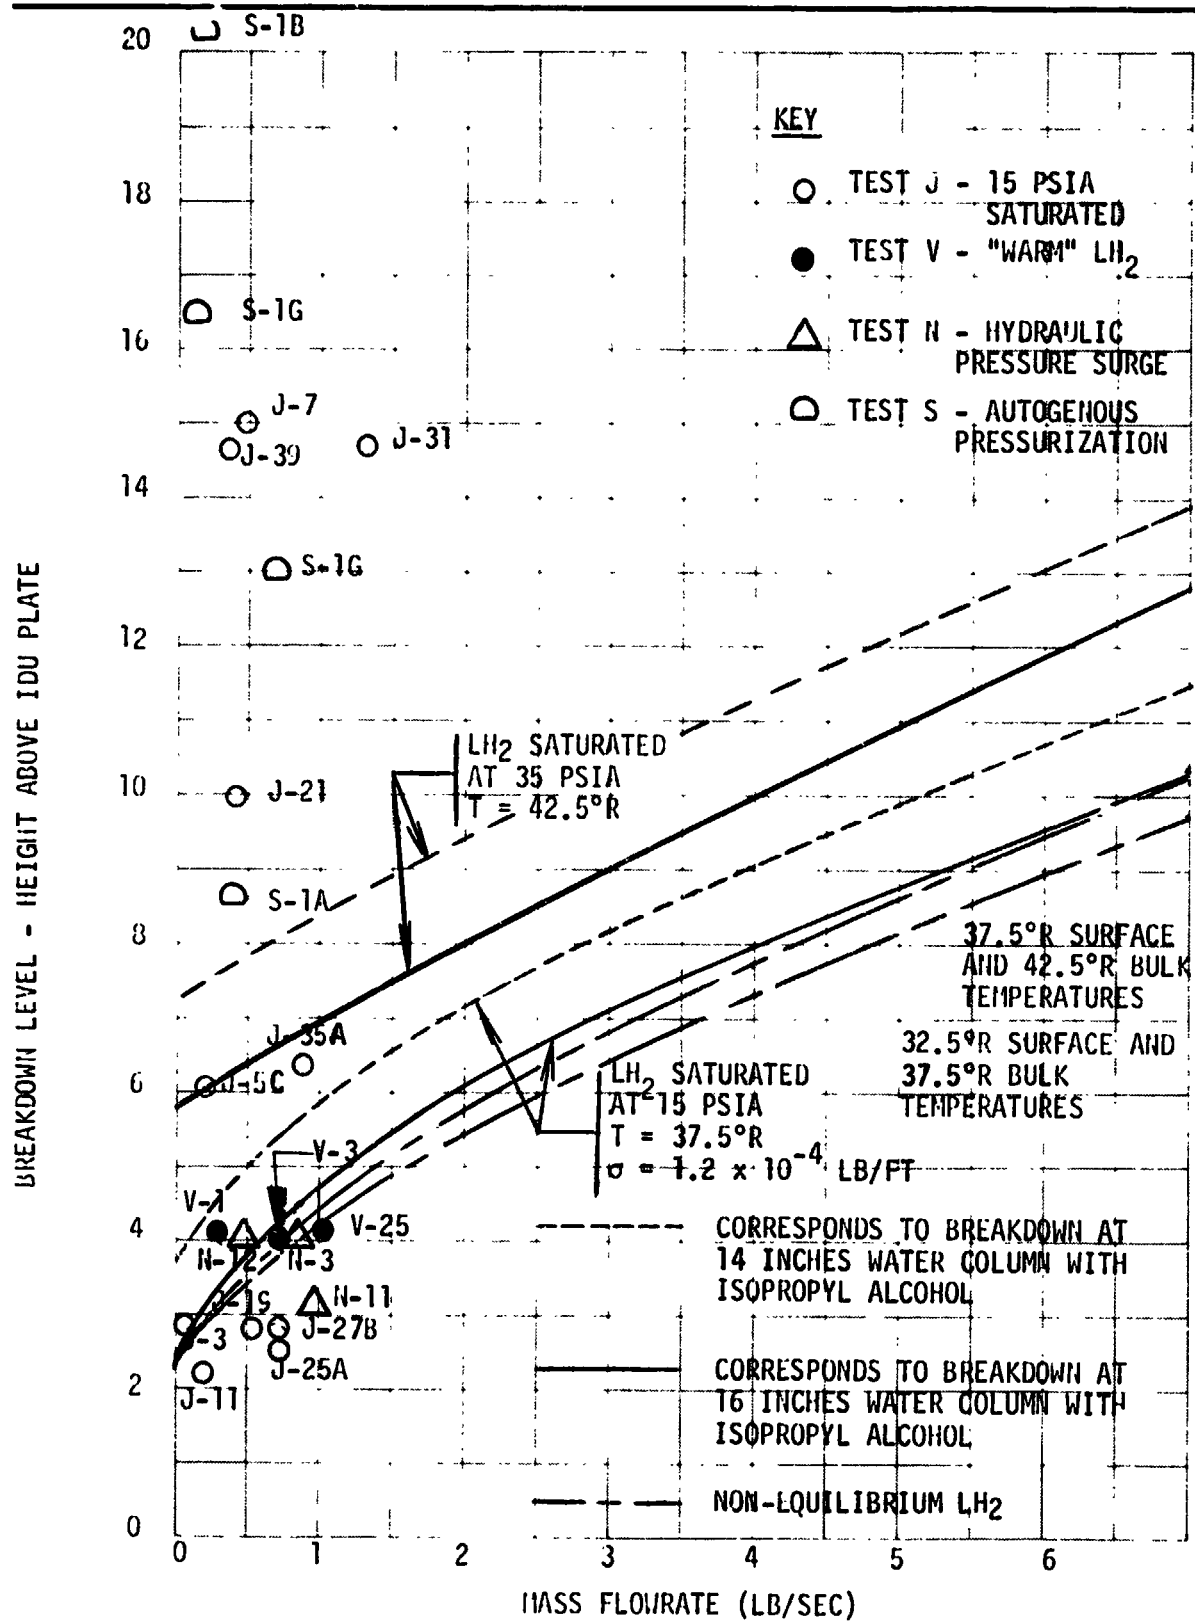 20
S-1B
KEY
TEST J - 15 PSIA
SATURATED
18
TEST V - "WARM" LH2
S-1G
16
TEST N - HYDRAULIC
PRESSURE SURGE
J-7
J-39
J-31
TEST S - AUTOGENOUS
PRESSURIZATION
14
S-1G
12
BREAKDOWN LEVEL - HEIGHT ABOVE IDU PLATE
LH2 SATURATED
AT 35 PSIA
T = 42.5°R
10
J-21
S-1A
8
37.5°R SURFACE
AND 42.5°R BULK
TEMPERATURES
J-35A
32.5°R SURFACE AND
37.5°R BULK
TEMPERATURES
6
J-5C
LH2 SATURATED
AT 15 PSIA
T = 37.5°R
σ = 1.2 x 10-4 LB/FT
V-3
V-1
4
V-25
N-12
N-3
CORRESPONDS TO BREAKDOWN AT
14 INCHES WATER COLUMN WITH
ISOPROPYL ALCOHOL
J-19
N-11
J-3
J-27B
J-25A
2
J-11
CORRESPONDS TO BREAKDOWN AT
16 INCHES WATER COLUMN WITH
ISOPROPYL ALCOHOL
NON-EQUILIBRIUM LH2
0
0 1 2 3 4 5 6
MASS FLOWRATE (LB/SEC)